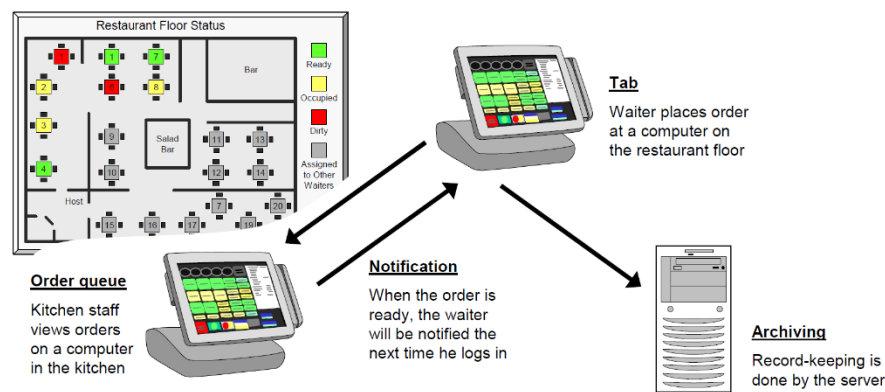 Restaurant Floor Status
Bar
Salad
Bar
Host
1
1
7
2
8
3
4
9
10
11
13
12
14
7
20
15
16
17
19
Ready
Occupied
Dirty
Assigned
to Other
Waiters
Tab
Waiter places order
at a computer on
the restaurant floor
Order queue
Kitchen staff
views orders
on a computer
in the kitchen
Notification
When the order is
ready, the waiter
will be notified the
next time he logs in
Archiving
Record-keeping is
done by the server